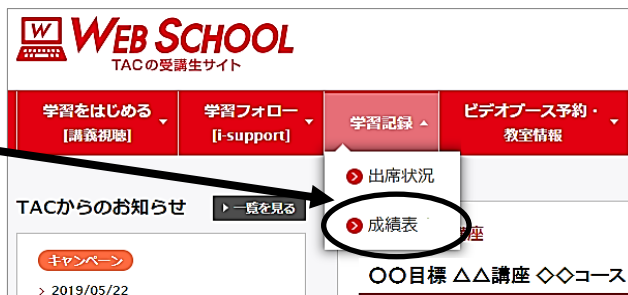 WEB SCHOOL
TACの受講生サイト
学習をはじめる
[講義視聴]
学習フォロー
[i-support]
学習記録
ビデオブース予約・
教室情報
出席状況
成績表
TACからのお知らせ
一覧を見る
座
キャンペーン
〇〇目標 △△講座 ◇◇コース
2019/05/22